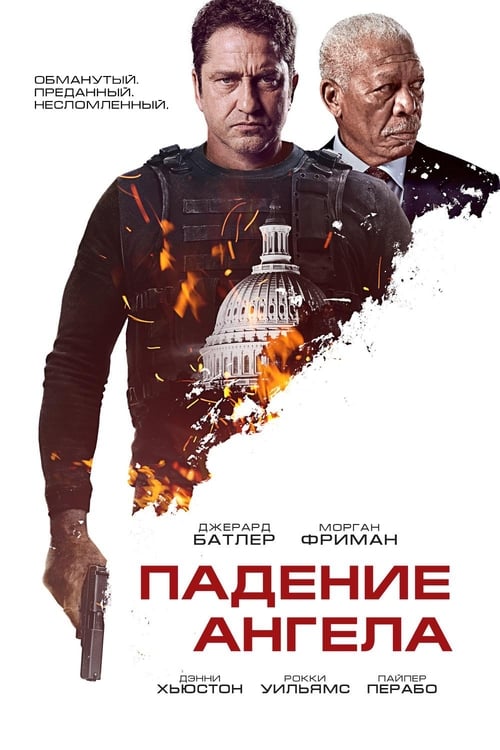 ОБМАНУТЫЙ.
ПРЕДАННЫЙ.
НЕСЛОМЛЕННЫЙ.
ДЖЕРАРД МОРГАН
БАТЛЕР ФРИМАН
ПАДЕНИЕ
АНГЕЛА
ДЭННИ РОККИ ПАЙПЕР
ХЬЮСТОН УИЛЬЯМС ПЕРАБО